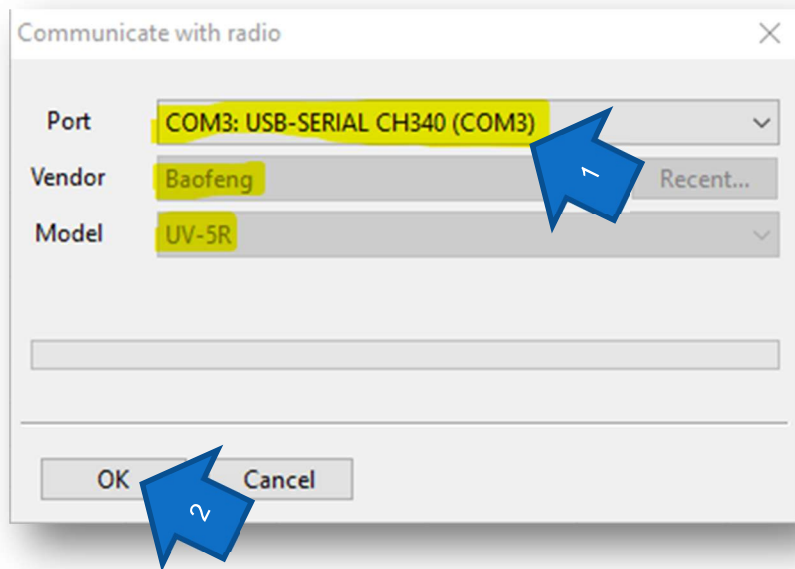 Communicate with radio
Port COM3: USB-SERIAL CH340 (COM3)
1
Vendor Baofeng Recent...
Model UV-5R
OK Cancel
2